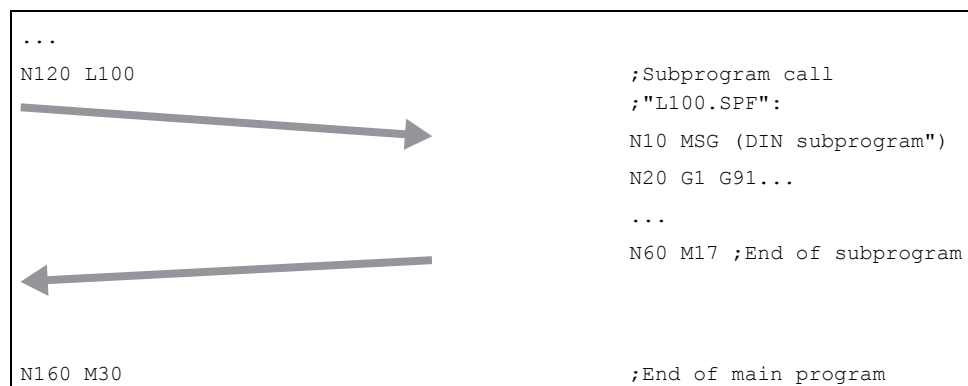 ...
N120 L100 ;Subprogram call
;"L100.SPF":
N10 MSG (DIN subprogram")
N20 G1 G91...
...
N60 M17 ;End of subprogram
N160 M30 ;End of main program